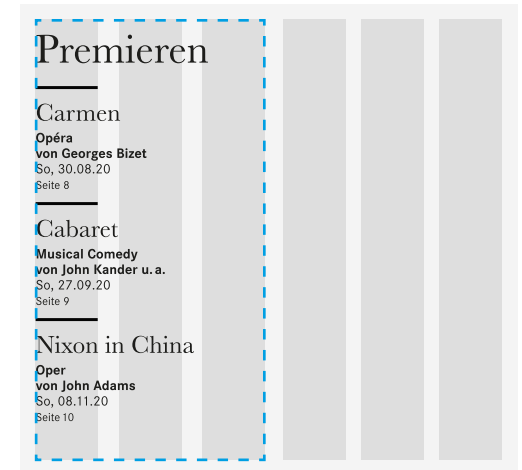 Premieren
Carmen
Opéra
von Georges Bizet
So, 30.08.20
Seite 8
Cabaret
Musical Comedy
von John Kander u. a.
So, 27.09.20
Seite 9
Nixon in China
Oper
von John Adams
So, 08.11.20
Seite 10